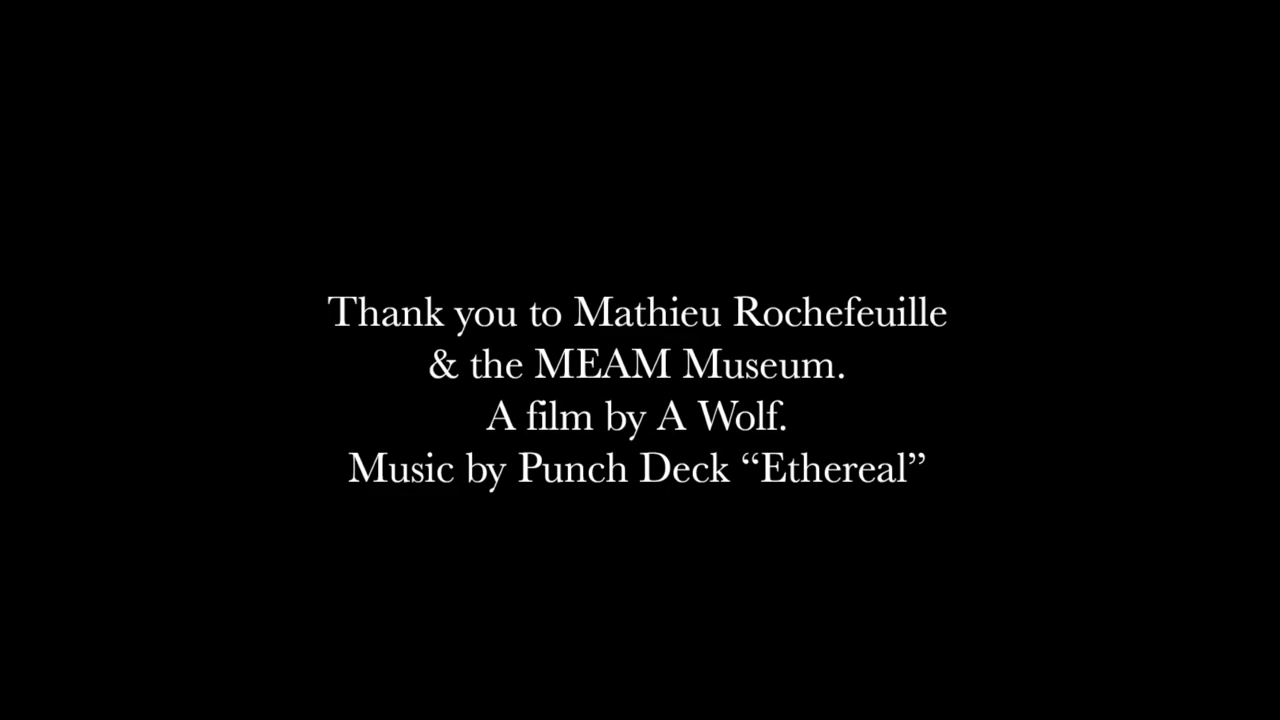 Thank you to Mathieu Rochefeuille
& the MEAM Museum.
A film by A Wolf.
Music by Punch Deck “Ethereal”